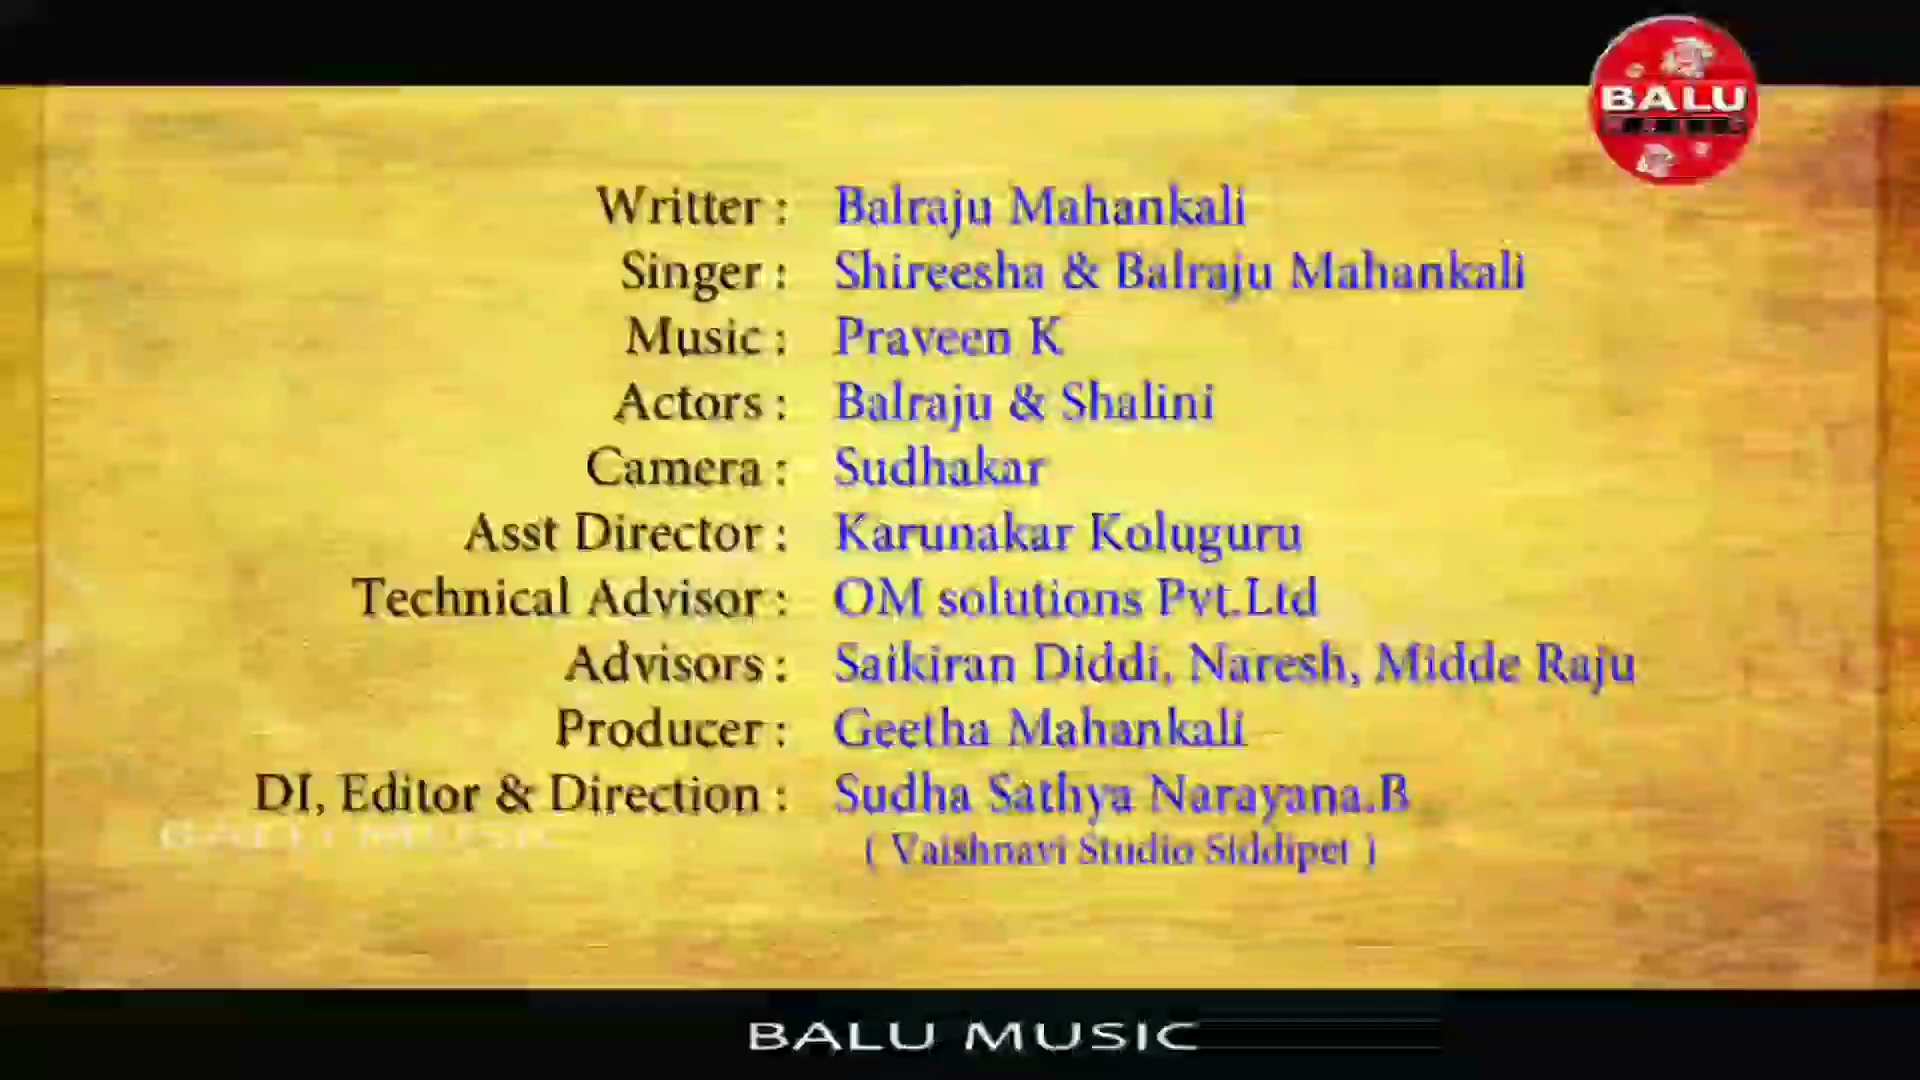 BALU
Writter : Balraju Mahankali
Singer : Shireesha & Balraju Mahankali
Music : Praveen K
Actors : Balraju & Shalini
Camera : Sudhakar
Asst Director : Karunakar Koluguru
Technical Advisor : OM solutions Pvt.Ltd
Advisors : Saikiran Diddi, Naresh, Midde Raju
Producer : Geetha Mahankali
DI, Editor & Direction : Sudha Sathya Narayana.B
BALU MUSIC
( Vaishnavi Studio Siddipet )
BALU MUSIC